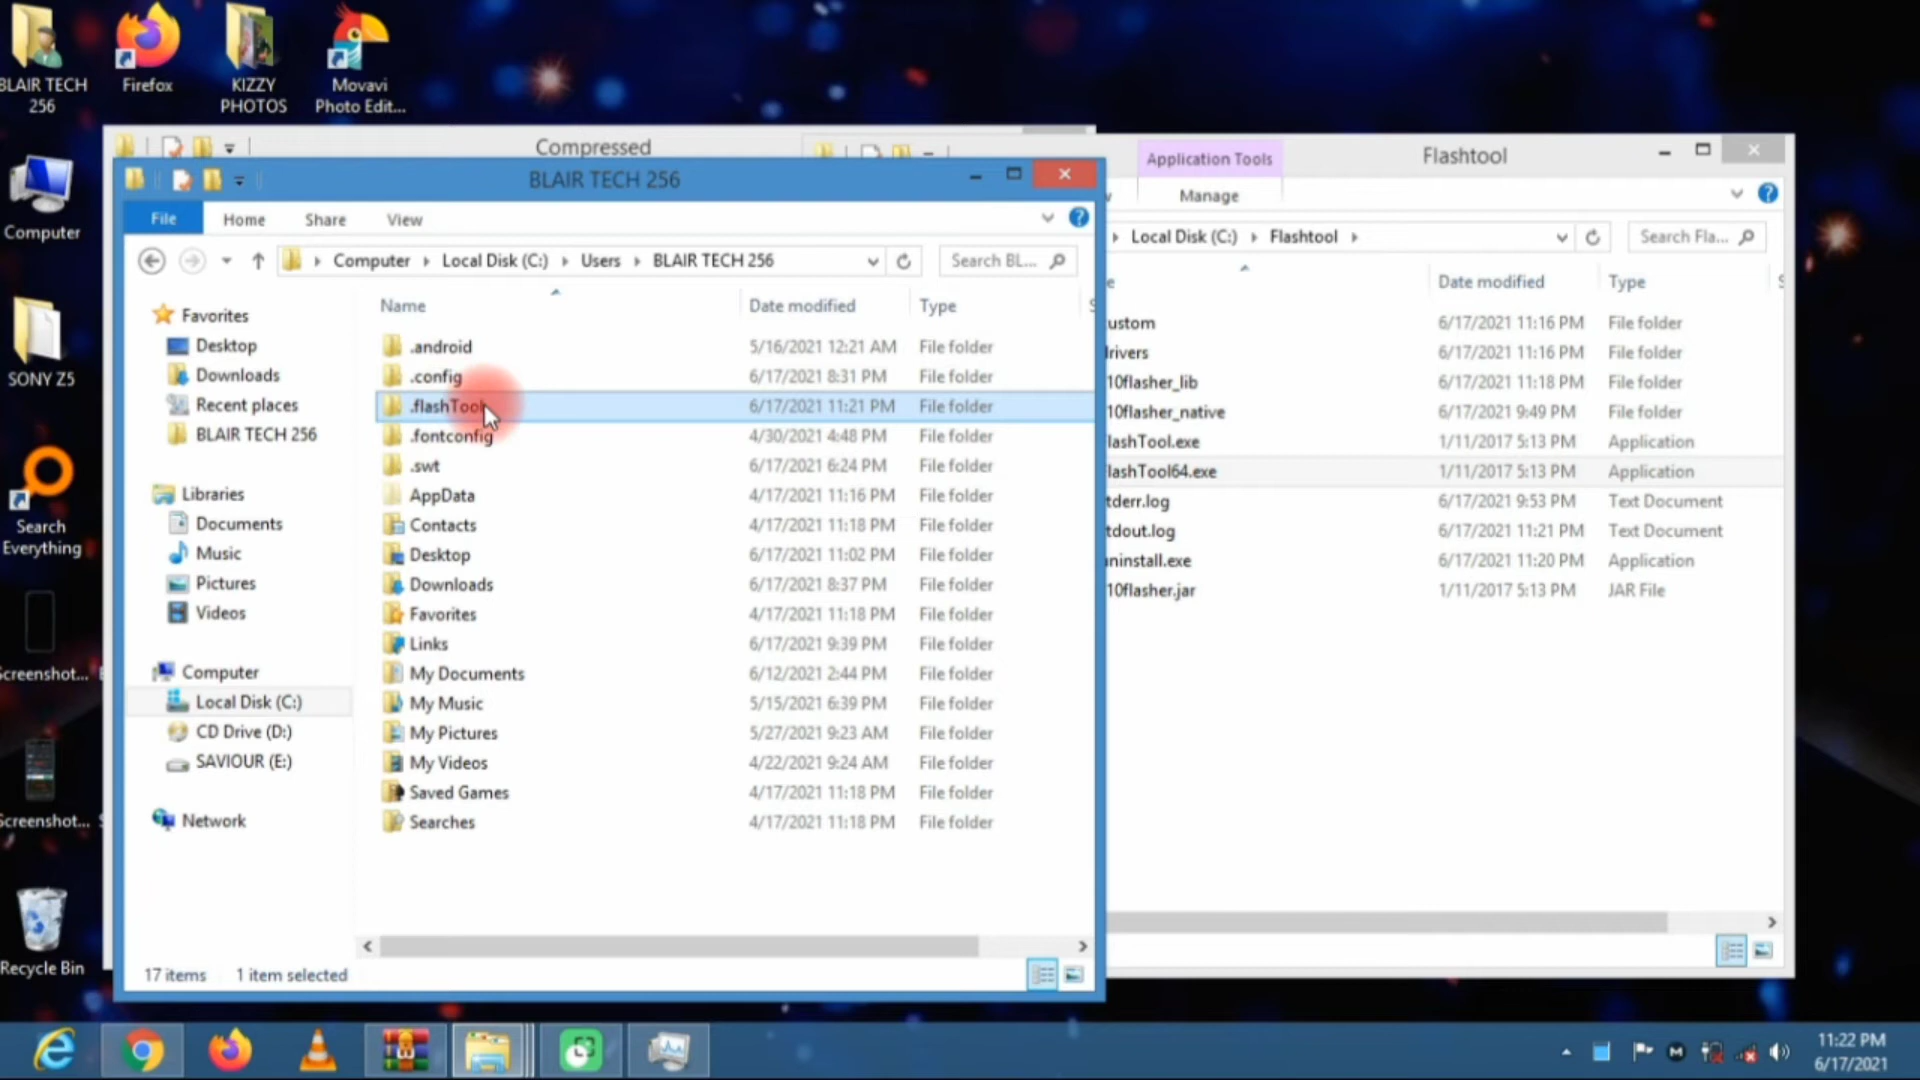 BLAIR TECH
256
Firefox
KIZZY
PHOTOS
Movavi
Photo Edit...
Computer
SONY Z5
Search
Everything
Screenshot...
Screenshot...
Recycle Bin
Compressed
BLAIR TECH 256
File Home Share View
Computer Local Disk (C:) Users BLAIR TECH 256
Search BL...
Favorites
Desktop
Downloads
Recent places
BLAIR TECH 256
Libraries
Documents
Music
Pictures
Videos
Computer
Local Disk (C:)
CD Drive (D:)
SAVIOUR (E:)
Network
Name Date modified Type
.android 5/16/2021 12:21 AM File folder
.config 6/17/2021 8:31 PM File folder
.flashTool 6/17/2021 11:21 PM File folder
.fontconfig 4/30/2021 4:48 PM File folder
.swt 6/17/2021 6:24 PM File folder
AppData 4/17/2021 11:16 PM File folder
Contacts 4/17/2021 11:18 PM File folder
Desktop 6/17/2021 11:02 PM File folder
Downloads 6/17/2021 8:37 PM File folder
Favorites 4/17/2021 11:18 PM File folder
Links 6/17/2021 9:39 PM File folder
My Documents 6/12/2021 2:44 PM File folder
My Music 5/15/2021 6:39 PM File folder
My Pictures 5/27/2021 9:23 AM File folder
My Videos 4/22/2021 9:24 AM File folder
Saved Games 4/17/2021 11:18 PM File folder
Searches 4/17/2021 11:18 PM File folder
17 items 1 item selected
Application Tools Flashtool
Manage
Local Disk (C:) Flashtool
Search Fla...
e Date modified Type
ustom 6/17/2021 11:16 PM File folder
rivers 6/17/2021 11:16 PM File folder
10flasher_lib 6/17/2021 11:18 PM File folder
10flasher_native 6/17/2021 9:49 PM File folder
lashTool.exe 1/11/2017 5:13 PM Application
lashTool64.exe 1/11/2017 5:13 PM Application
tderr.log 6/17/2021 9:53 PM Text Document
tdout.log 6/17/2021 11:21 PM Text Document
ninstall.exe 6/17/2021 11:20 PM Application
10flasher.jar 1/11/2017 5:13 PM JAR File
11:22 PM
6/17/2021